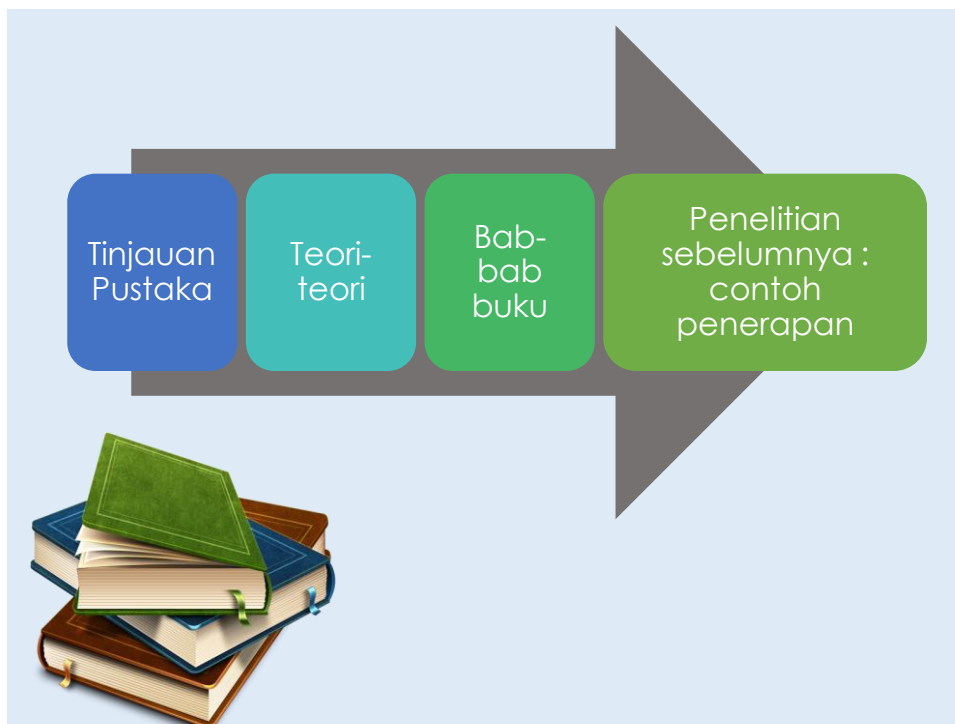 Tinjauan
Pustaka
Teori-
teori
Bab-
bab
buku
Penelitian
sebelumnya :
contoh
penerapan